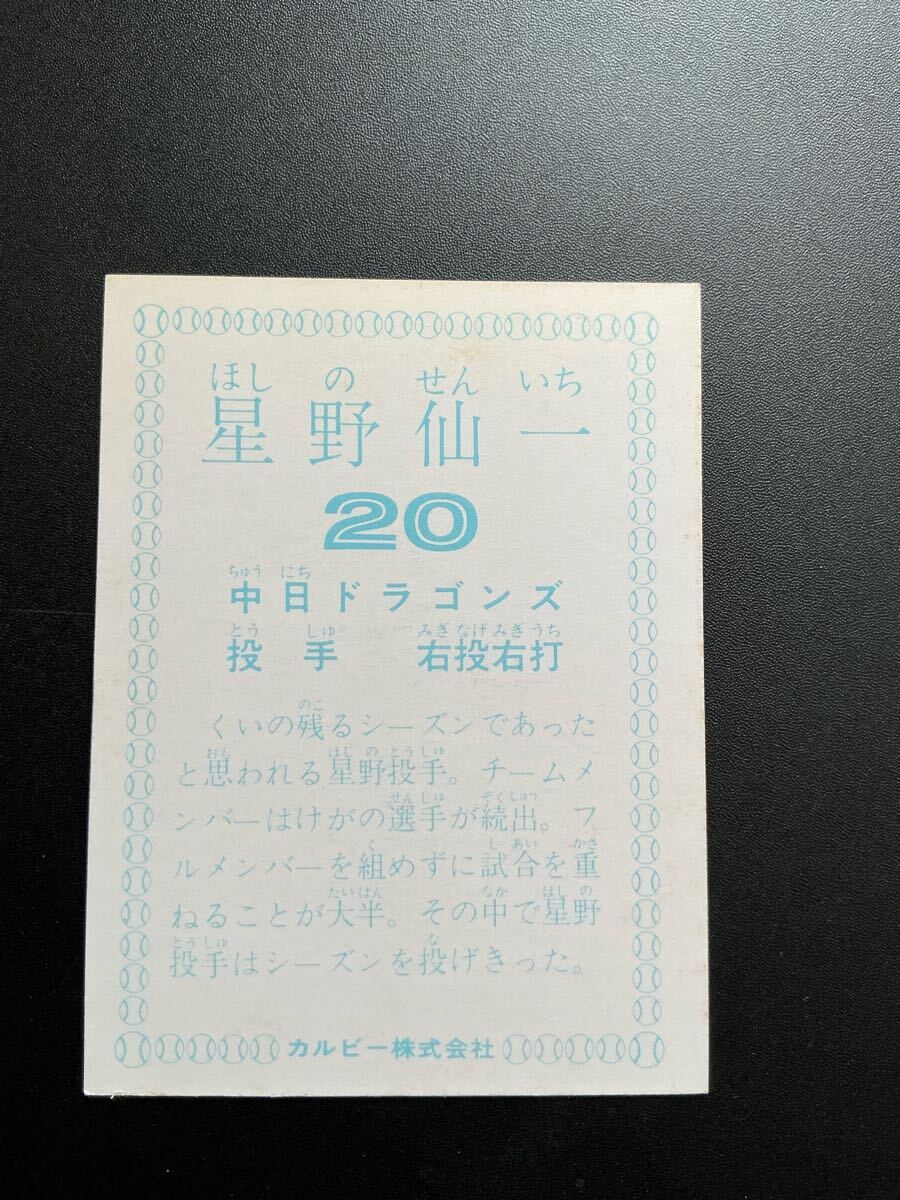 ほし の せん いち
星野仙一
20
ちゅう にち
中日ドラゴンズ
とう しゅ みぎ なげ みぎ うち
投手 右投右打
のこ
くいの残るシーズンであった
おも ほし の とう しゅ
と思われる星野投手。チームメ
せん しゅ ぞく しゅつ
ンバーはけがの選手が続出。フ
く し あい かさ
ルメンバーを組めずに試合を重
たい はん なか ほし の
ねることが大半。その中で星野
とう しゅ な
投手はシーズンを投げきった。
カルビー株式会社